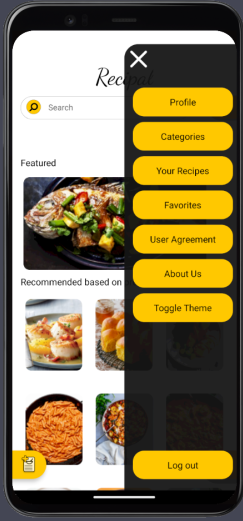 Recipal
Search
Featured
Recommended based on
Profile
Categories
Your Recipes
Favorites
User Agreement
About Us
Toggle Theme
Log out